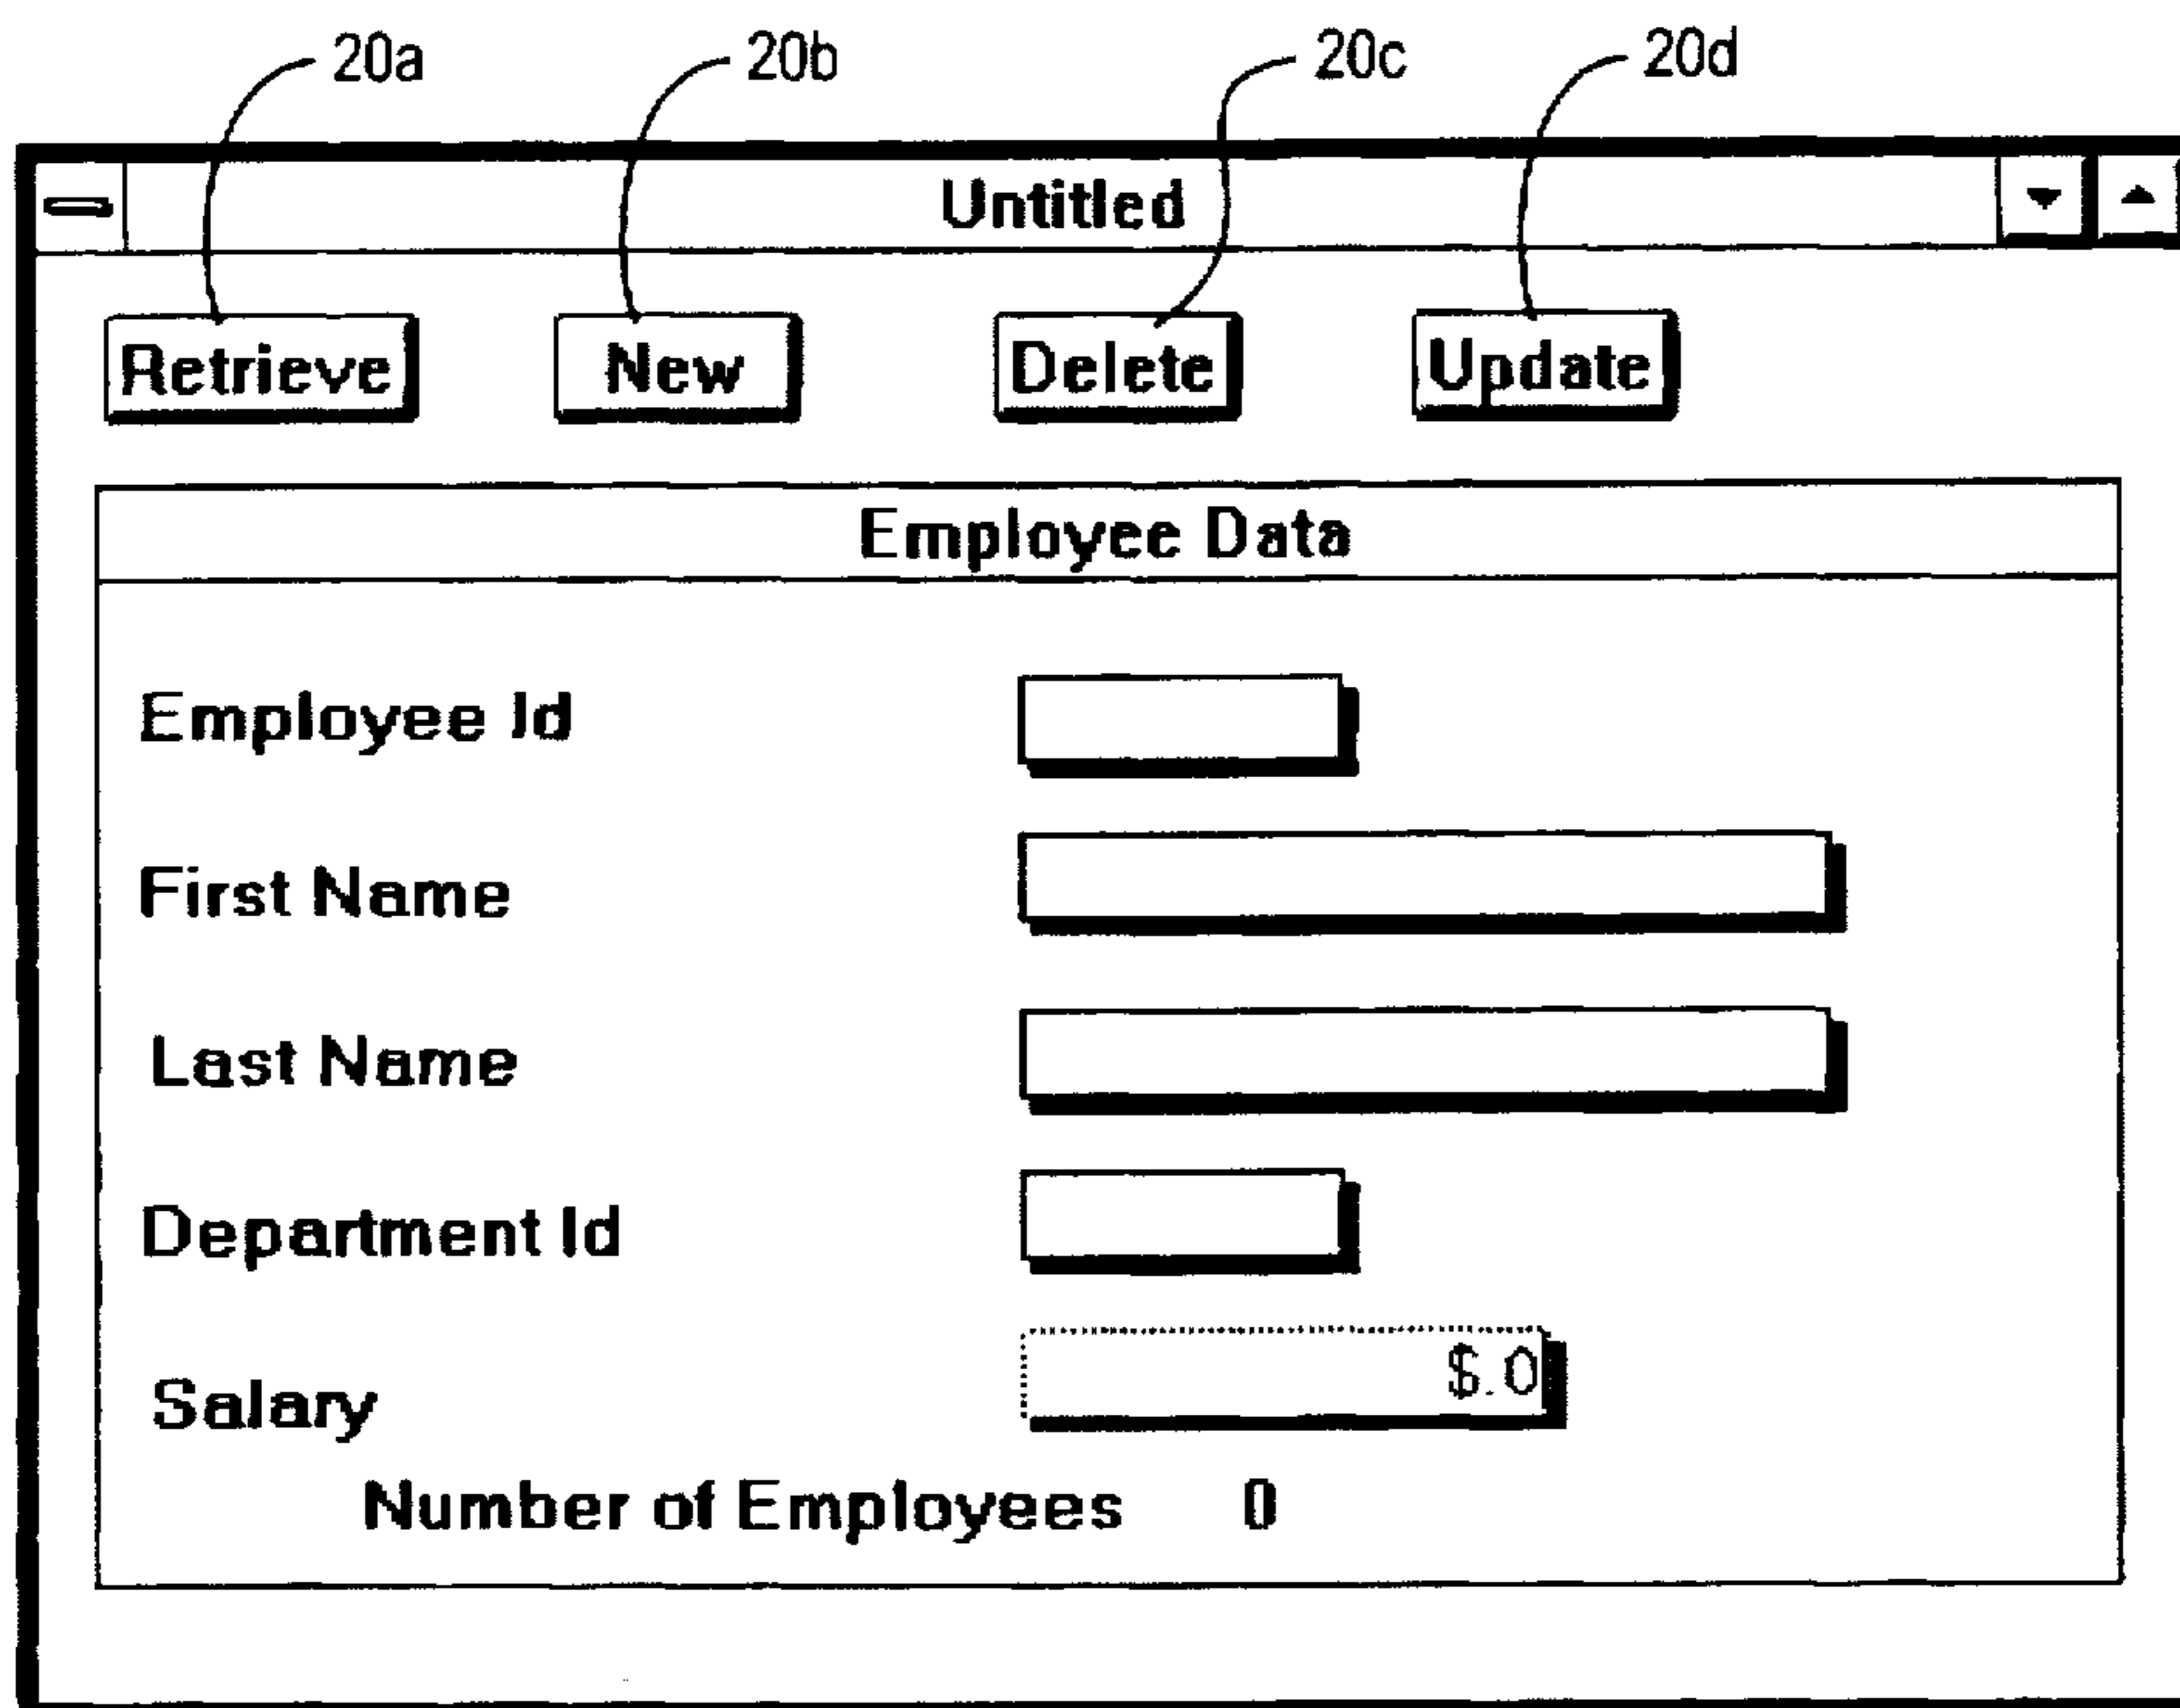 20a 20b 20c 20d
Untitled
Retrieve New Delete Update
Employee Data
Employee Id
First Name
Last Name
Department Id
Salary $.0
Number of Employees 0